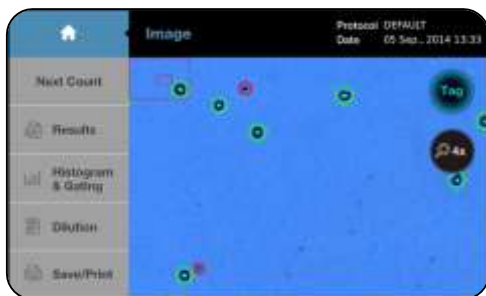 Image
Protocol DEFAULT
Date 05 Sep., 2014 13:33
Next Count
Tag
Results
4x
Histogram
& Gating
Dilution
Save/Print